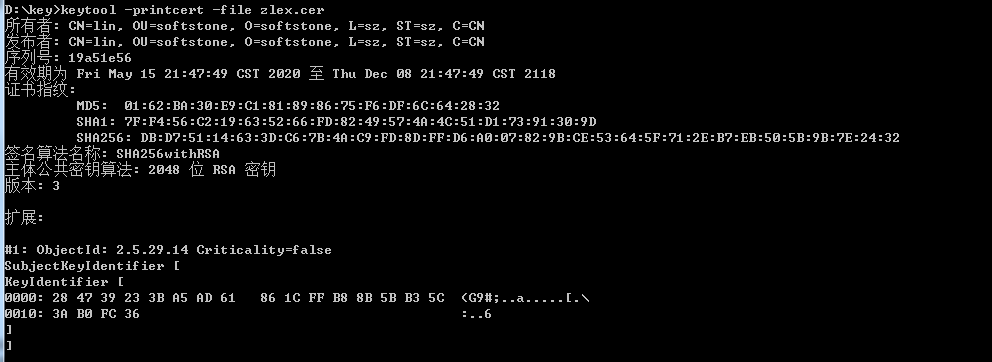 D:\key>keytool -printcert -file zlex.cer
所有者: CN=lin, OU=softstone, O=softstone, L=sz, ST=sz, C=CN
发布者: CN=lin, OU=softstone, O=softstone, L=sz, ST=sz, C=CN
序列号: 19a51e56
有效期为 Fri May 15 21:47:49 CST 2020 至 Thu Dec 08 21:47:49 CST 2118
证书指纹:
MD5: 01:62:BA:30:E9:C1:81:89:86:75:F6:DF:6C:64:28:32
SHA1: 7F:F4:56:C2:19:63:52:66:FD:82:49:57:4A:4C:51:D1:73:91:30:9D
SHA256: DB:D7:51:14:63:3D:C6:7B:4A:C9:FD:8D:FF:D6:A0:07:82:9B:CE:53:64:5F:71:2E:B7:EB:50:5B:9B:7E:24:32
签名算法名称: SHA256withRSA
主体公共密钥算法: 2048 位 RSA 密钥
版本: 3
扩展:
#1: ObjectId: 2.5.29.14 Criticality=false
SubjectKeyIdentifier [
KeyIdentifier [
0000: 28 47 39 23 3B A5 AD 61 86 1C FF B8 8B 5B B3 5C (G9#;..a.....[.\
0010: 3A B0 FC 36 :..6
]
]